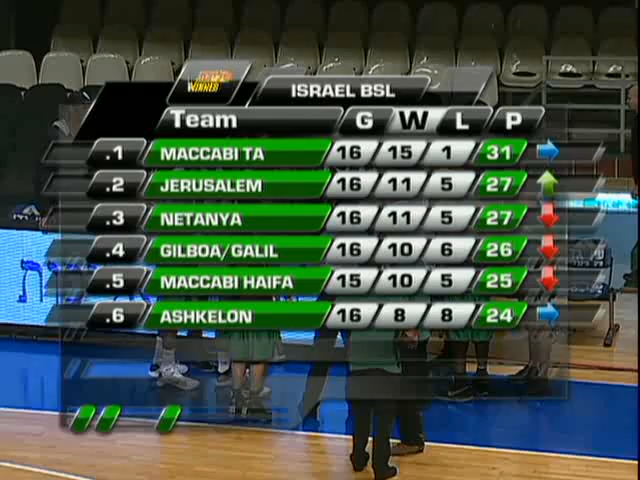 WINNER
ISRAEL BSL
Team G W L P
.1 MACCABI TA 16 15 1 31
.2 JERUSALEM 16 11 5 27
.3 NETANYA 16 11 5 27
.4 GILBOA/GALIL 16 10 6 26
.5 MACCABI HAIFA 15 10 5 25
.6 ASHKELON 16 8 8 24